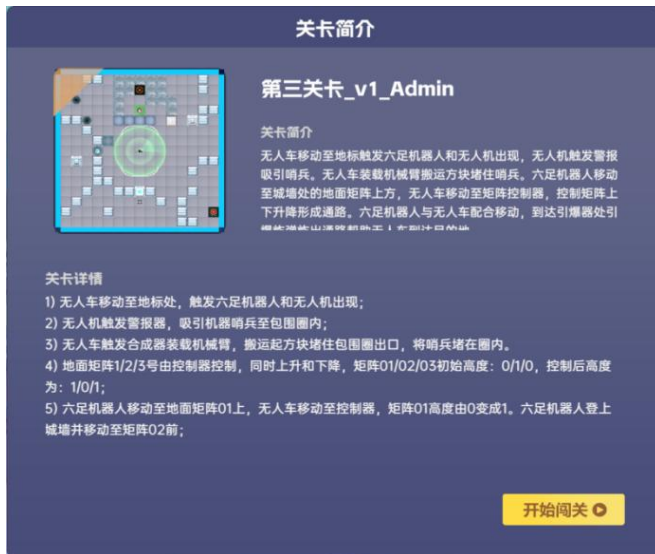 关卡简介
第三关卡_v1_Admin
关卡简介
无人车移动至地标触发六足机器人和无人机出现，无人机触发警报
吸引哨兵。无人车装载机械臂搬运方块堵住哨兵。六足机器人移动
至城墙处的地面矩阵上方，无人车移动至矩阵控制器，控制矩阵上
下升降形成通路。六足机器人与无人车配合移动，到达引爆器处引
关卡详情
1) 无人车移动至地标处，触发六足机器人和无人机出现；
2) 无人机触发警报器，吸引机器哨兵至包围圈内；
3) 无人车触发合成器装载机械臂，搬运起方块堵住包围圈出口，将哨兵堵在圈内。
4) 地面矩阵1/2/3号由控制器控制，同时上升和下降，矩阵01/02/03初始高度：0/1/0，控制后高度
为：1/0/1；
5) 六足机器人移动至地面矩阵01上，无人车移动至控制器，矩阵01高度由0变成1。六足机器人登上
城墙并移动至矩阵02前；
开始闯关